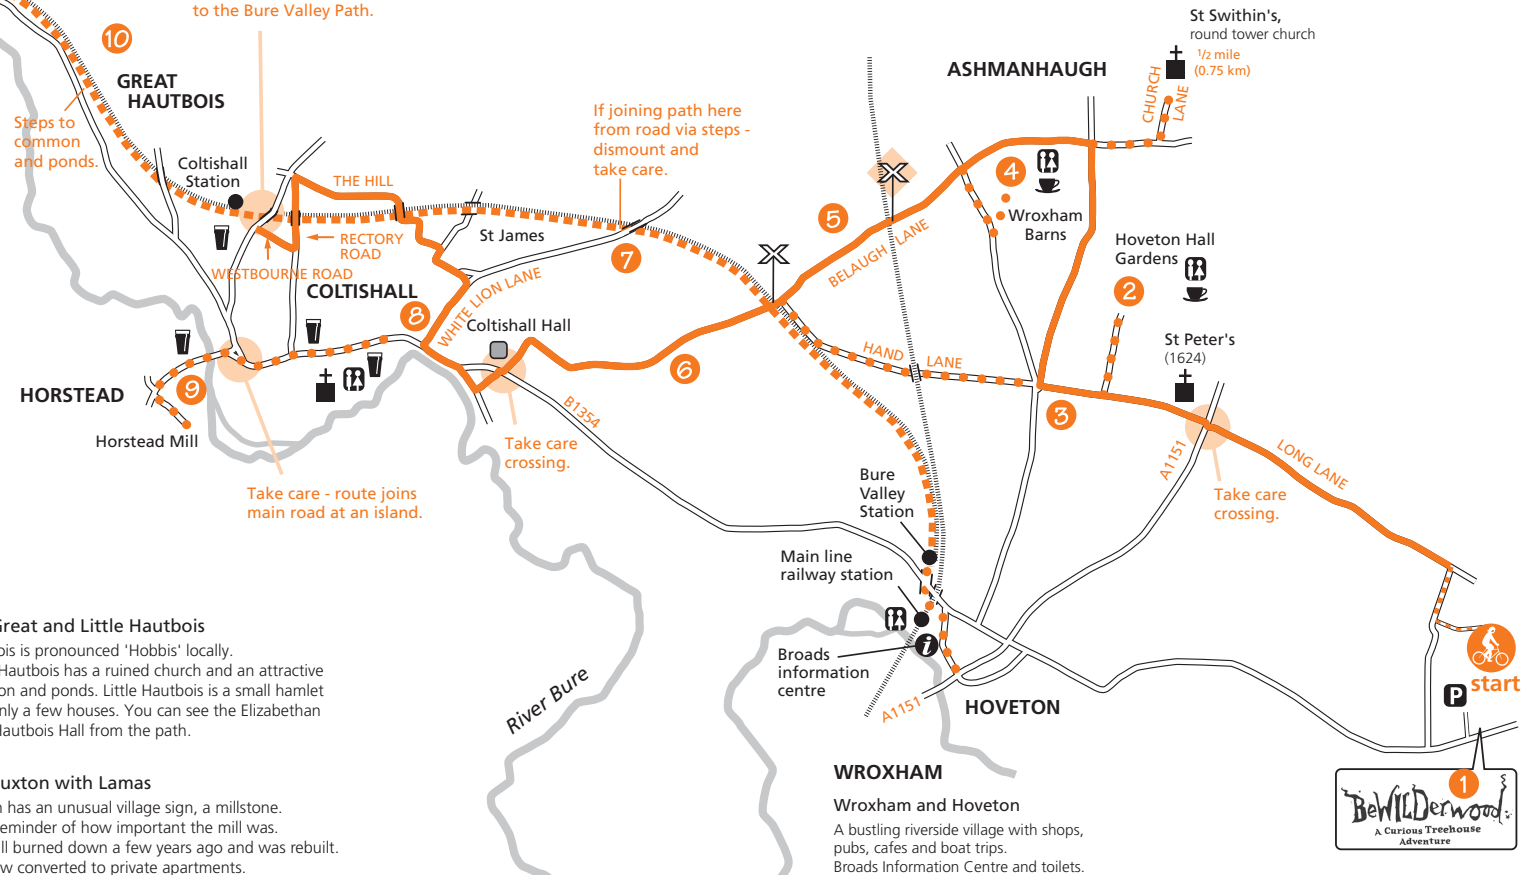 to the Bure Valley Path.
St Swithin's,
round tower church
1/2 mile
(0.75 km)
10
GREAT
HAUTBOIS
ASHMANHAUGH
CHURCH
LANE
Steps to
common
and ponds.
If joining path here
from road via steps -
dismount and
take care.
Coltishall
Station
THE HILL
4
Wroxham
Barns
5
RECTORY
ROAD
St James
7
WESTBOURNE ROAD
BELAUGH LANE
Hoveton Hall
Gardens
2
COLTISHALL
WHITE LION LANE
8
Coltishall Hall
St Peter's
(1624)
HAND LANE
6
HORSTEAD
9
3
Horstead Mill
B1354
Take care
crossing.
A1151
LONG LANE
Take care - route joins
main road at an island.
Take care
crossing.
Bure
Valley
Station
Main line
railway station
Great and Little Hautbois
ois is pronounced 'Hobbis' locally.
Hautbois has a ruined church and an attractive
on and ponds. Little Hautbois is a small hamlet
nly a few houses. You can see the Elizabethan
Hautbois Hall from the path.
i
Broads
information
centre
River Bure
A1151
HOVETON
start
P
uxton with Lamas
n has an unusual village sign, a millstone.
eminder of how important the mill was.
ill burned down a few years ago and was rebuilt.
w converted to private apartments.
WROXHAM
Wroxham and Hoveton
A bustling riverside village with shops,
pubs, cafes and boat trips.
Broads Information Centre and toilets.
1
BeWILDerwood
A Curious Treehouse
Adventure